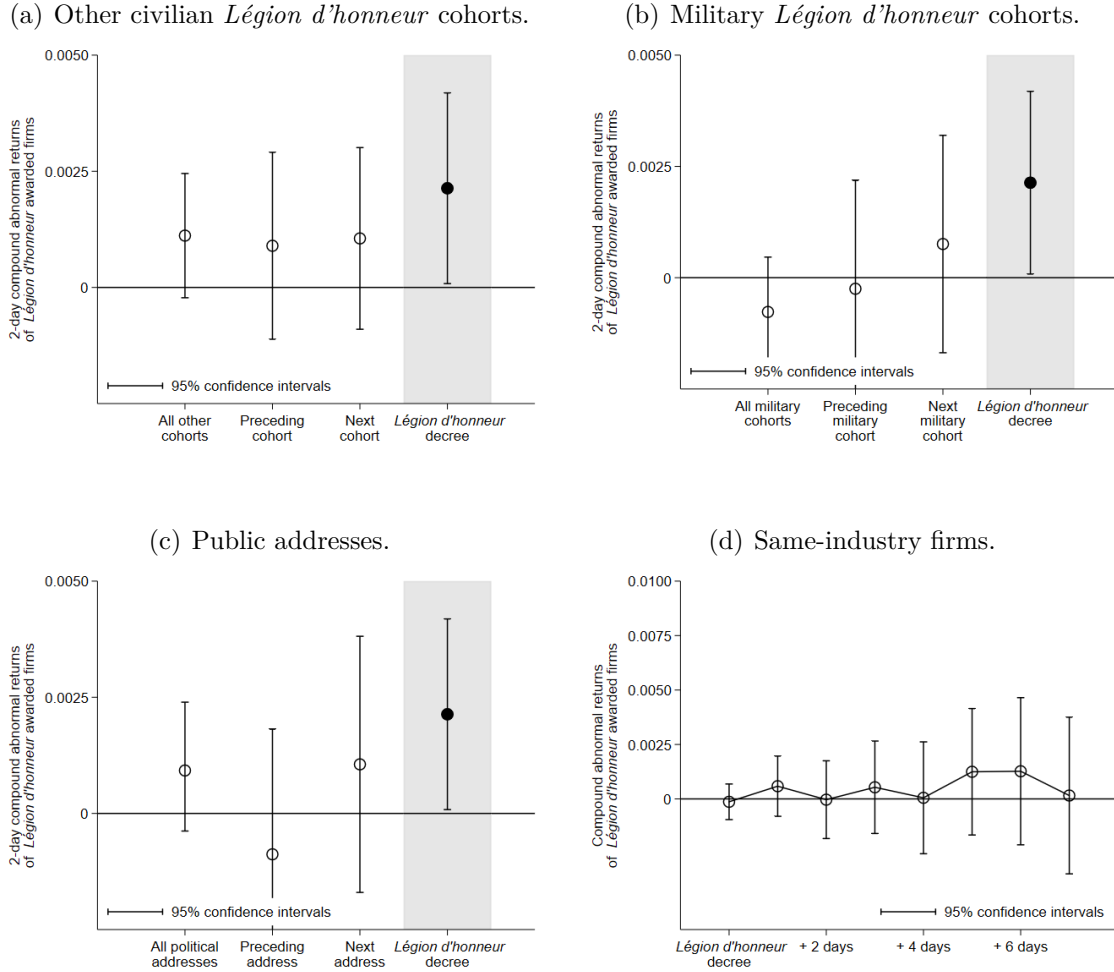 (a) Other civilian Légion d'honneur cohorts.
0.0050
0.0025
0
2-day compound abnormal returns
of Légion d'honneur awarded firms
95% confidence intervals
All other
cohorts
Preceding
cohort
Next
cohort
Légion d'honneur
decree
(b) Military Légion d'honneur cohorts.
0.0050
0.0025
0
2-day compound abnormal returns
of Légion d'honneur awarded firms
95% confidence intervals
All military
cohorts
Preceding
military
cohort
Next
military
cohort
Légion d'honneur
decree
(c) Public addresses.
0.0050
0.0025
0
2-day compound abnormal returns
of Légion d'honneur awarded firms
95% confidence intervals
All political
addresses
Preceding
address
Next
address
Légion d'honneur
decree
(d) Same-industry firms.
0.0100
0.0075
0.0050
0.0025
0
Compound abnormal returns
of Légion d'honneur awarded firms
95% confidence intervals
Légion d'honneur
decree
+ 2 days
+ 4 days
+ 6 days